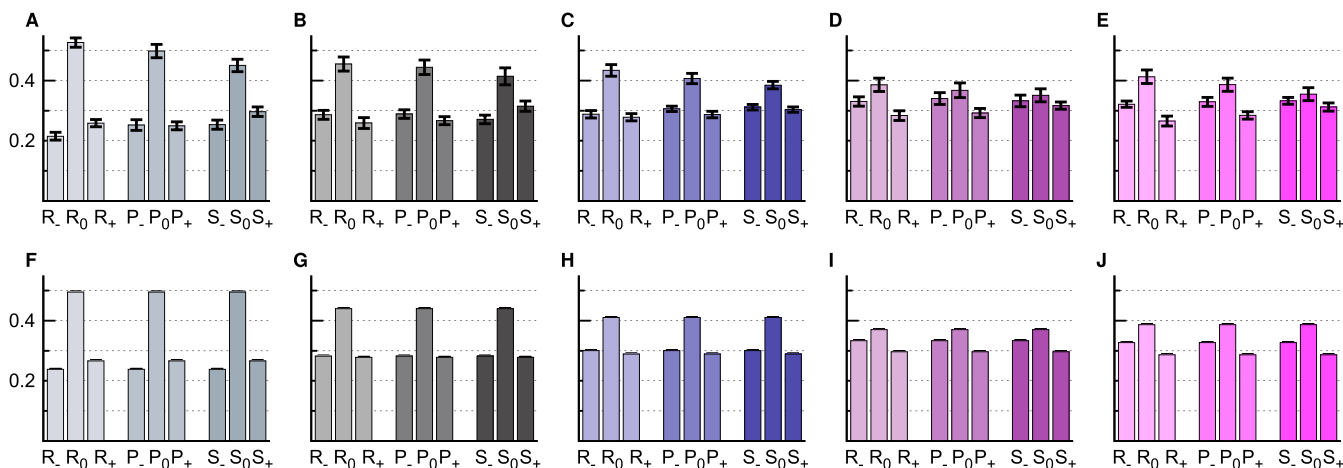 A B C D E
0.4
0.2
R- R0 R+ P- P0 P+ S- S0 S+ R- R0 R+ P- P0 P+ S- S0 S+ R- R0 R+ P- P0 P+ S- S0 S+ R- R0 R+ P- P0 P+ S- S0 S+ R- R0 R+ P- P0 P+ S- S0 S+
F G H I J
0.4
0.2
R- R0 R+ P- P0 P+ S- S0 S+ R- R0 R+ P- P0 P+ S- S0 S+ R- R0 R+ P- P0 P+ S- S0 S+ R- R0 R+ P- P0 P+ S- S0 S+ R- R0 R+ P- P0 P+ S- S0 S+